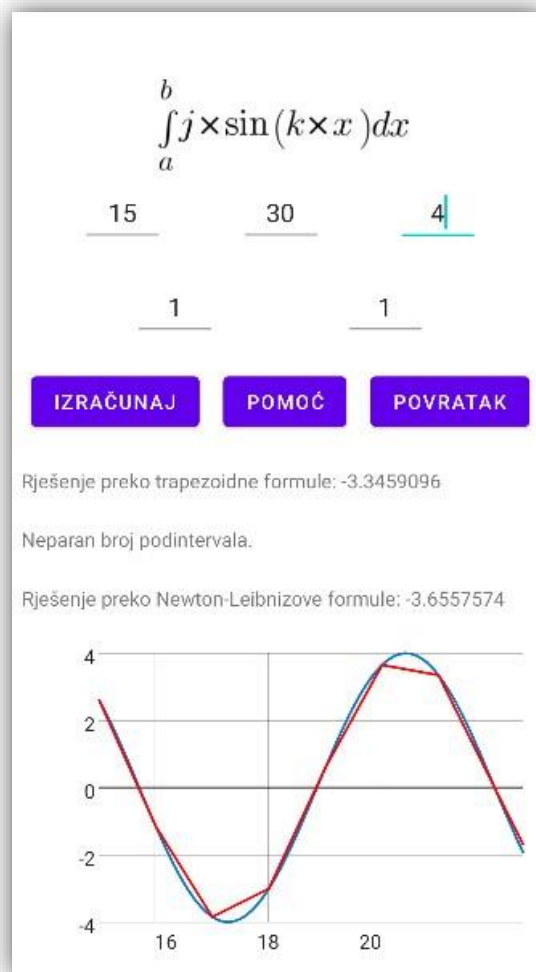 b
∫ j×sin(k×x)dx
a
15 30 4
1 1
IZRAČUNAJ POMOĆ POVRATAK
Rješenje preko trapezoidne formule: -3.3459096
Neparan broj podintervala.
Rješenje preko Newton-Leibnizove formule: -3.6557574
4
2
0
-2
-4
16 18 20